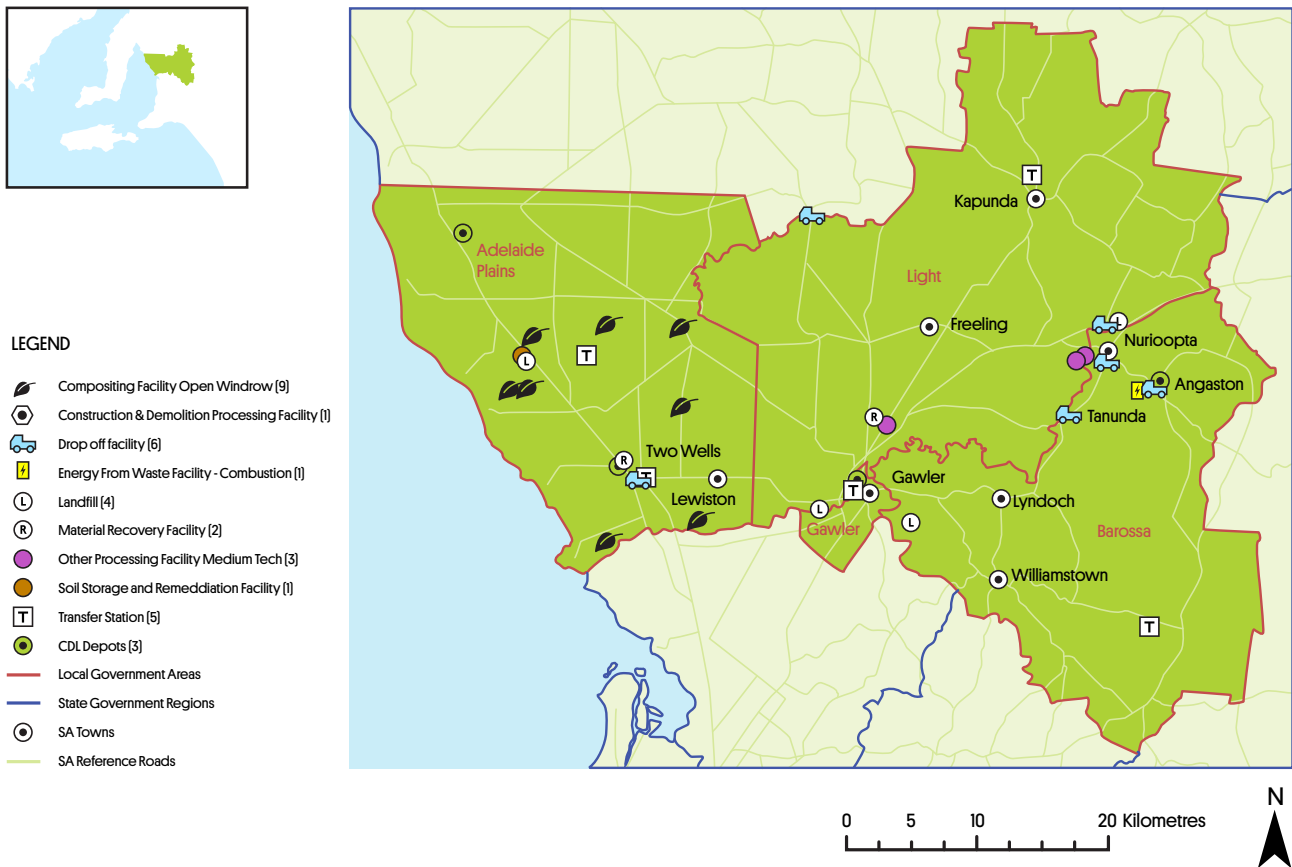 LEGEND
Compositing Facility Open Windrow (9)
Construction & Demolition Processing Facility (1)
Drop off facility (6)
Energy From Waste Facility - Combustion (1)
L Landfill (4)
R Material Recovery Facility (2)
Other Processing Facility Medium Tech (3)
Soil Storage and Remeddiation Facility (1)
T Transfer Station (5)
CDL Depots (3)
Local Government Areas
State Government Regions
SA Towns
SA Reference Roads
T
Kapunda
Adelaide
Plains
Light
Freeling
L
Nurioopta
L
T
Angaston
Tanunda
R
R
Two Wells
T
Lewiston
Gawler
T
L
Gawler
L
Lyndoch
Barossa
Williamstown
T
N
0 5 10 20 Kilometres